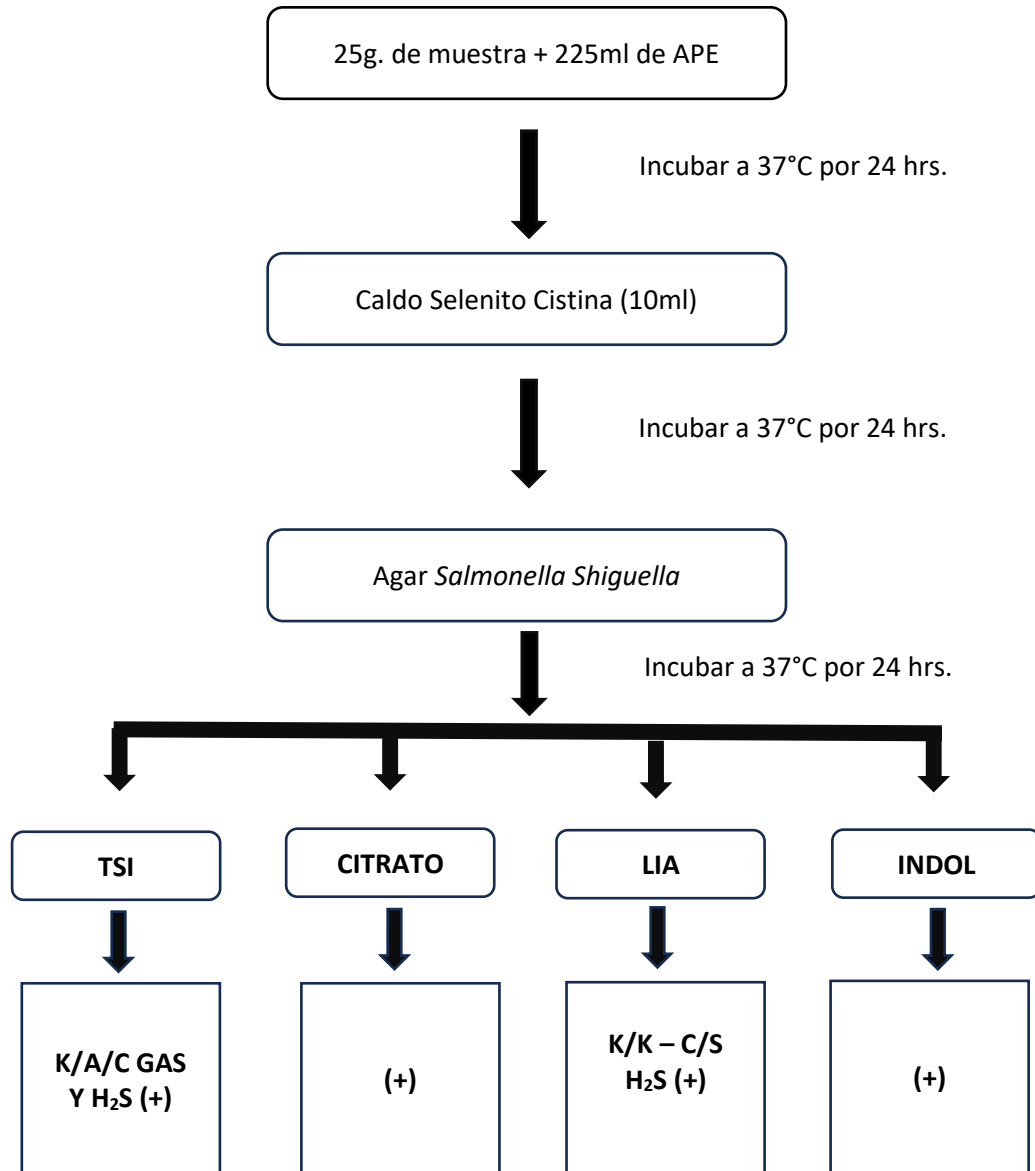 25g. de muestra + 225ml de APE
Incubar a 37°C por 24 hrs.
Caldo Selenito Cistina (10ml)
Incubar a 37°C por 24 hrs.
Agar Salmonella Shiguella
Incubar a 37°C por 24 hrs.
TSI
CITRATO
LIA
INDOL
K/A/C GAS
Y H₂S (+)
(+)
K/K – C/S
H₂S (+)
(+)